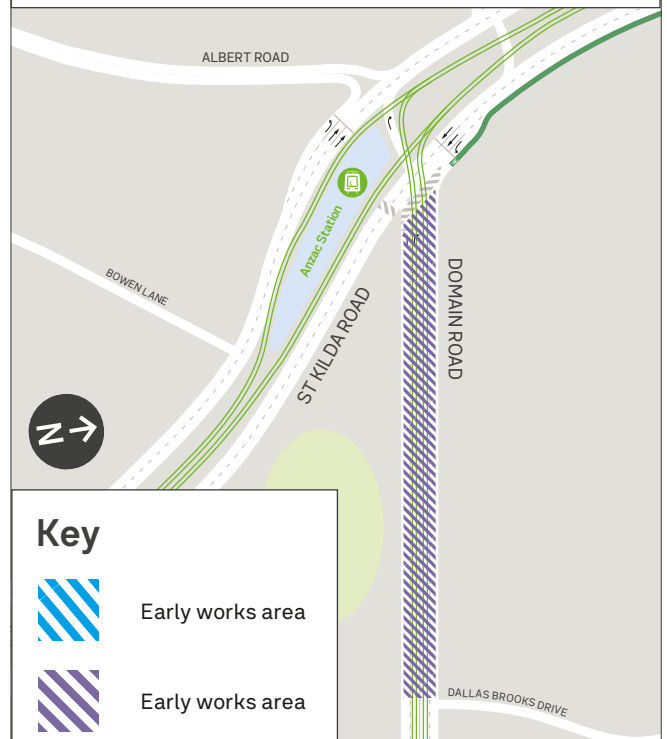 ALBERT ROAD
Anzac Station
BOWEN LANE
ST KILDA ROAD
DOMAIN ROAD
N
Key
Early works area
Early works area
DALLAS BROOKS DRIVE